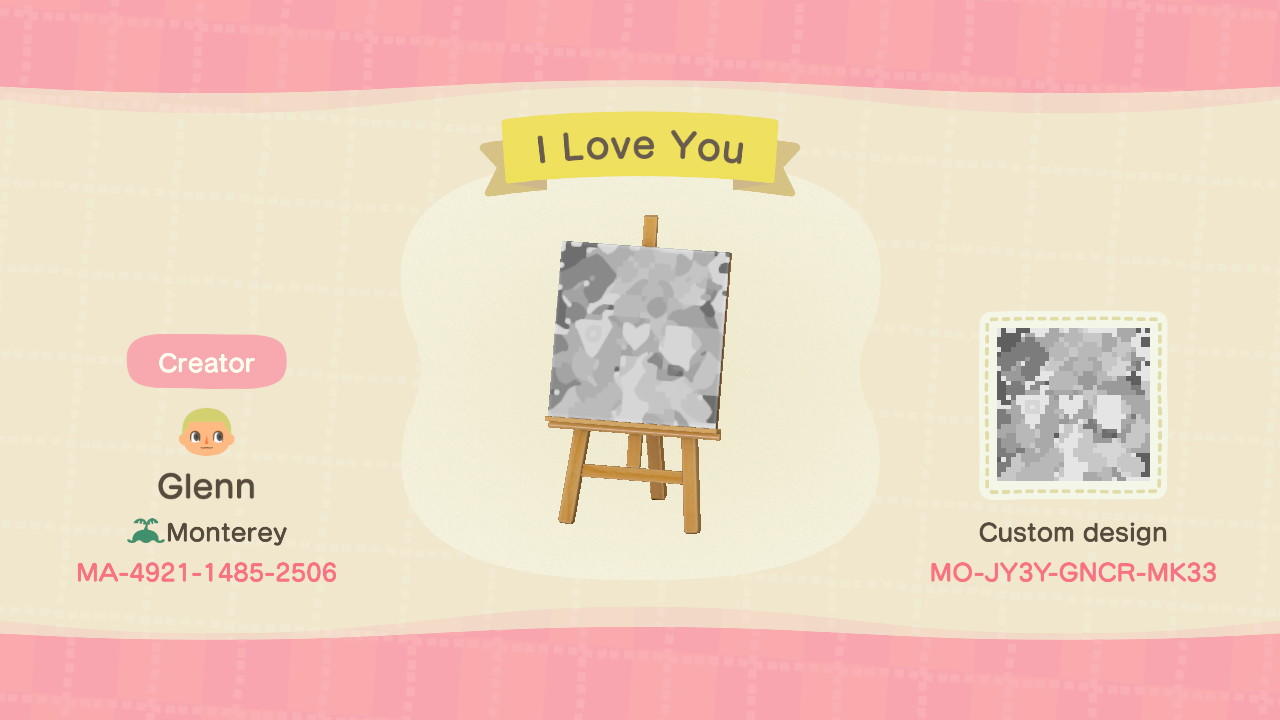 I Love You
Creator
Glenn
Monterey
MA-4921-1485-2506
Custom design
MO-JY3Y-GNCR-MK33